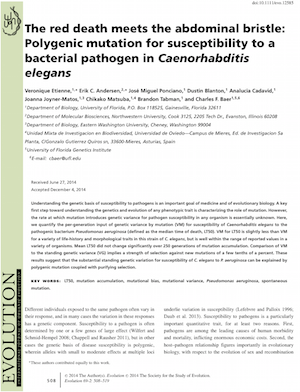 doi:10.1111/evo.12585
The red death meets the abdominal bristle:
Polygenic mutation for susceptibility to a
bacterial pathogen in Caenorhabditis
elegans
Veronique Etienne,1,* Erik C. Andersen,2,* José Miguel Ponciano,1 Dustin Blanton,1 Analucia Cadavid,1
Joanna Joyner-Matos,1,3 Chikako Matsuba,1,4 Brandon Tabman,1 and Charles F. Baer1,5,6
1Department of Biology, University of Florida, P.O. Box 118525, Gainesville, Florida 32611
2Department of Molecular Biosciences, Northwestern University, Cook 3125, 2205 Tech Dr., Evanston, Illinois 60208
3Department of Biology, Eastern Washington University, Cheney, Washington 99004
4Unidad Mixta de Investigacion en Biodiversidad, Universidad de Oviedo—Campus de Mieres, Ed. de Investigacion 5a
Planta, C/Gonzalo Gutierrez Quiros sn, 33600-Mieres, Asturias, Spain
5University of Florida Genetics Institute
6E-mail: cbaer@ufl.edu
Received June 27, 2014
Accepted December 4, 2014
Understanding the genetic basis of susceptibility to pathogens is an important goal of medicine and of evolutionary biology. A key
first step toward understanding the genetics and evolution of any phenotypic trait is characterizing the role of mutation. However,
the rate at which mutation introduces genetic variance for pathogen susceptibility in any organism is essentially unknown. Here,
we quantify the per-generation input of genetic variance by mutation (VM) for susceptibility of Caenorhabditis elegans to the
pathogenic bacterium Pseudomonas aeruginosa (defined as the median time of death, LT50). VM for LT50 is slightly less than VM
for a variety of life-history and morphological traits in this strain of C. elegans, but is well within the range of reported values in a
variety of organisms. Mean LT50 did not change significantly over 250 generations of mutation accumulation. Comparison of VM
to the standing genetic variance (VG) implies a strength of selection against new mutations of a few tenths of a percent. These
results suggest that the substantial standing genetic variation for susceptibility of C. elegans to P. aeruginosa can be explained by
polygenic mutation coupled with purifying selection.
KEY WORDS: LT50, mutation accumulation, mutational bias, mutational variance, Pseudomonas aeruginosa, spontaneous
mutation.
Different individuals exposed to the same pathogen often vary in
their response, and in many cases the variation in these responses
has a genetic component. Susceptibility to a pathogen is often
determined by one or a few genes of large effect (Wilfert and
Schmid-Hempel 2008; Chappell and Rausher 2011), but in other
cases the genetic basis of disease susceptibility is polygenic,
wherein alleles with small to moderate effects at multiple loci
*These authors contributed equally to this work.
underlie variation in susceptibility (Lefebvre and Palloix 1996;
Daub et al. 2013). Susceptibility to pathogens is a particularly
important quantitative trait, for at least two reasons. First,
pathogens are among the leading causes of human morbidity
and mortality, inflicting enormous economic costs. Second, the
host–pathogen relationship figures importantly in evolutionary
biology, with respect to the evolution of sex and recombination
EVOLUTION
508
© 2014 The Author(s). Evolution © 2014 The Society for the Study of Evolution.
Evolution 69-2: 508–519